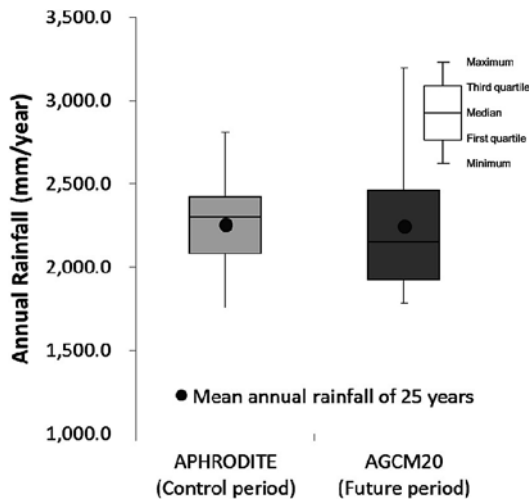 3,500.0
3,000.0
2,500.0
2,000.0
1,500.0
1,000.0
Annual Rainfall (mm/year)
Maximum
Third quartile
Median
First quartile
Minimum
Mean annual rainfall of 25 years
APHRODITE
(Control period)
AGCM20
(Future period)